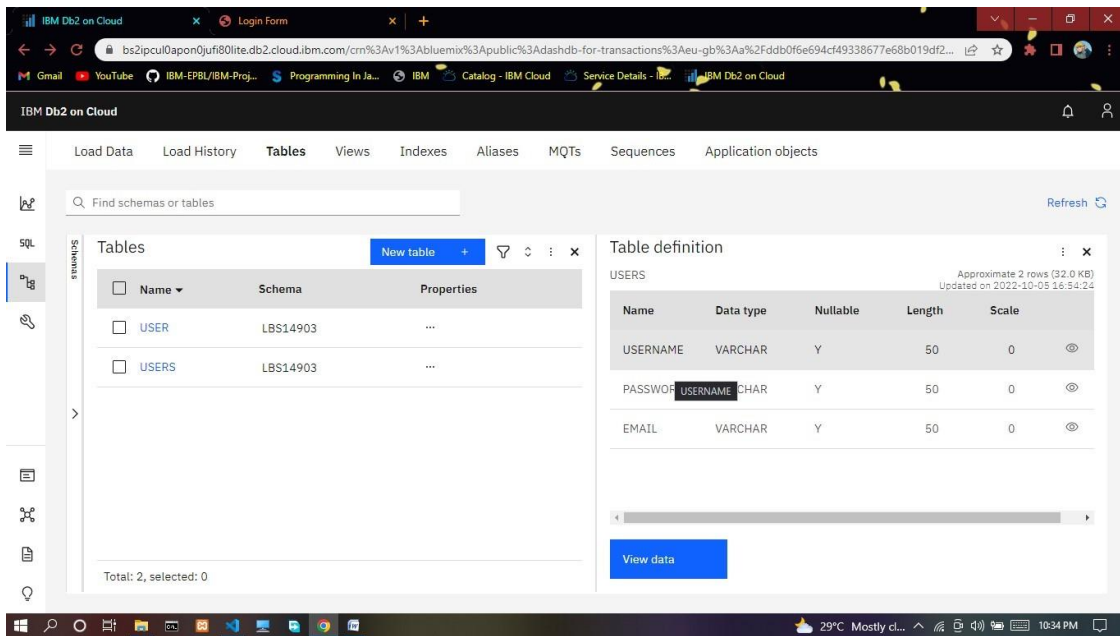 IBM Db2 on Cloud
Login Form
bs2ipcul0apon0jufi80lite.db2.cloud.ibm.com/crn%3Av1%3Abluemix%3Apublic%3Adashdb-for-transactions%3Aeu-gb%3Aa%2Fddb0f6e694cf49338677e68b019df2...
Gmail YouTube IBM-EPBL/IBM-Proj... Programming In Ja... IBM Catalog - IBM Cloud Service Details - IB... IBM Db2 on Cloud
IBM Db2 on Cloud
Load Data Load History Tables Views Indexes Aliases MQTs Sequences Application objects
Find schemas or tables
Refresh
SQL
Schemas
Tables
New table +
Name Schema Properties
USER LBS14903 ...
USERS LBS14903 ...
Total: 2, selected: 0
Table definition
USERS
Approximate 2 rows (32.0 KB)
Updated on 2022-10-05 16:54:24
Name Data type Nullable Length Scale
USERNAME VARCHAR Y 50 0
PASSWOR USERNAME CHAR Y 50 0
EMAIL VARCHAR Y 50 0
View data
29°C Mostly cl... 10:34 PM